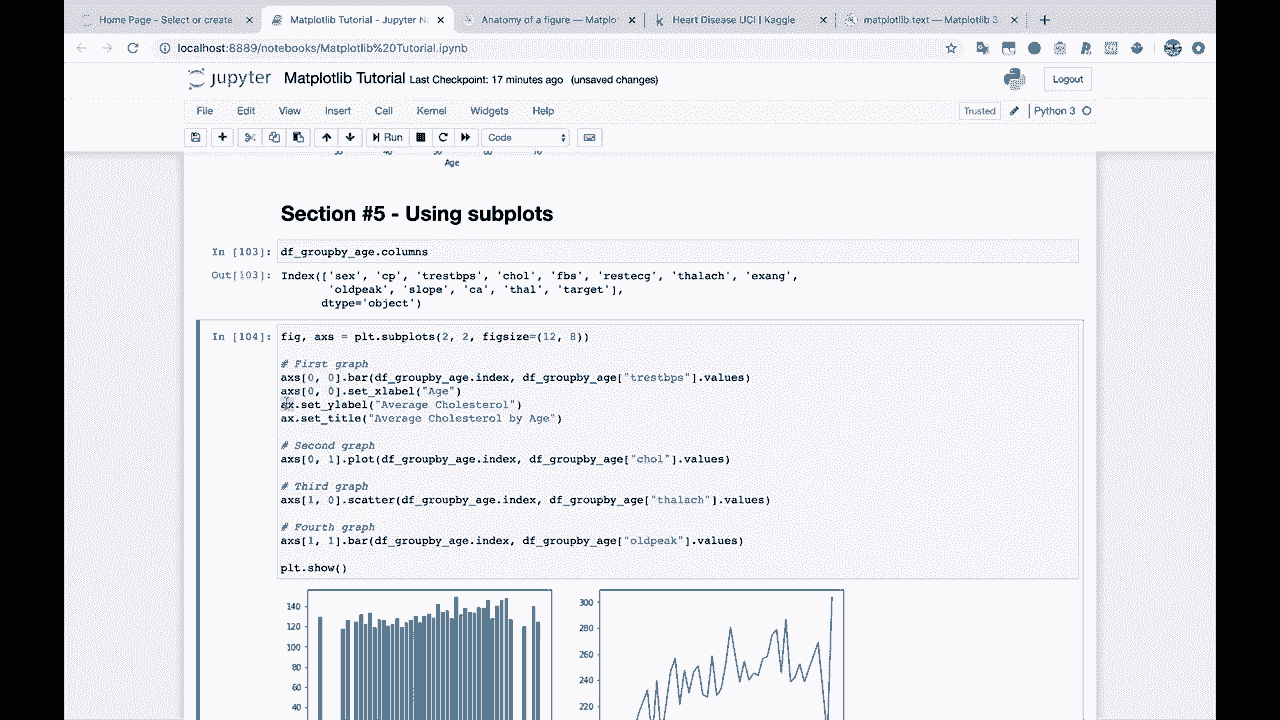 Home Page - Select or create
Matplotlib Tutorial - Jupyter N
Anatomy of a figure — Matplo
Heart Disease UCI | Kaggle
matplotlib.text — Matplotlib 3
localhost:8889/notebooks/Matplotlib%20Tutorial.ipynb
jupyter Matplotlib Tutorial Last Checkpoint: 17 minutes ago (unsaved changes)
Logout
File Edit View Insert Cell Kernel Widgets Help
Trusted
Python 3
Run
Code
Age
Section #5 - Using subplots
In [103]: df_groupby_age.columns
Out[103]: Index(['sex', 'cp', 'trestbps', 'chol', 'fbs', 'restecg', 'thalach', 'exang',
'oldpeak', 'slope', 'ca', 'thal', 'target'],
dtype='object')
In [104]: fig, axs = plt.subplots(2, 2, figsize=(12, 8))
# First graph
axs[0, 0].bar(df_groupby_age.index, df_groupby_age["trestbps"].values)
axs[0, 0].set_xlabel("Age")
ax.set_ylabel("Average Cholesterol")
ax.set_title("Average Cholesterol by Age")
# Second graph
axs[0, 1].plot(df_groupby_age.index, df_groupby_age["chol"].values)
# Third graph
axs[1, 0].scatter(df_groupby_age.index, df_groupby_age["thalach"].values)
# Fourth graph
axs[1, 1].bar(df_groupby_age.index, df_groupby_age["oldpeak"].values)
plt.show()
140
120
100
80
60
40
300
280
260
240
220